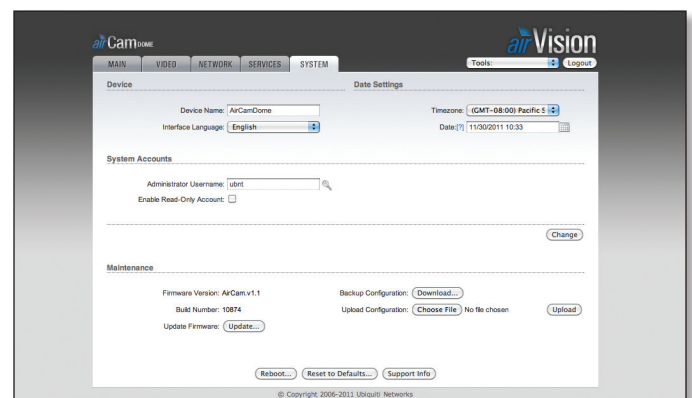 airCam DOME
airVision
MAIN VIDEO NETWORK SERVICES SYSTEM
Tools: Logout
Device
Date Settings
Device Name: AirCamDome
Timezone: (GMT-08:00) Pacific S
Interface Language: English
Date:[?] 11/30/2011 10:33
System Accounts
Administrator Username: ubnt
Enable Read-Only Account:
Change
Maintenance
Firmware Version: AirCam.v1.1
Backup Configuration: Download...
Build Number: 10874
Upload Configuration: Choose File No file chosen Upload
Update Firmware: Update...
Reboot... Reset to Defaults... Support Info
© Copyright 2006-2011 Ubiquiti Networks